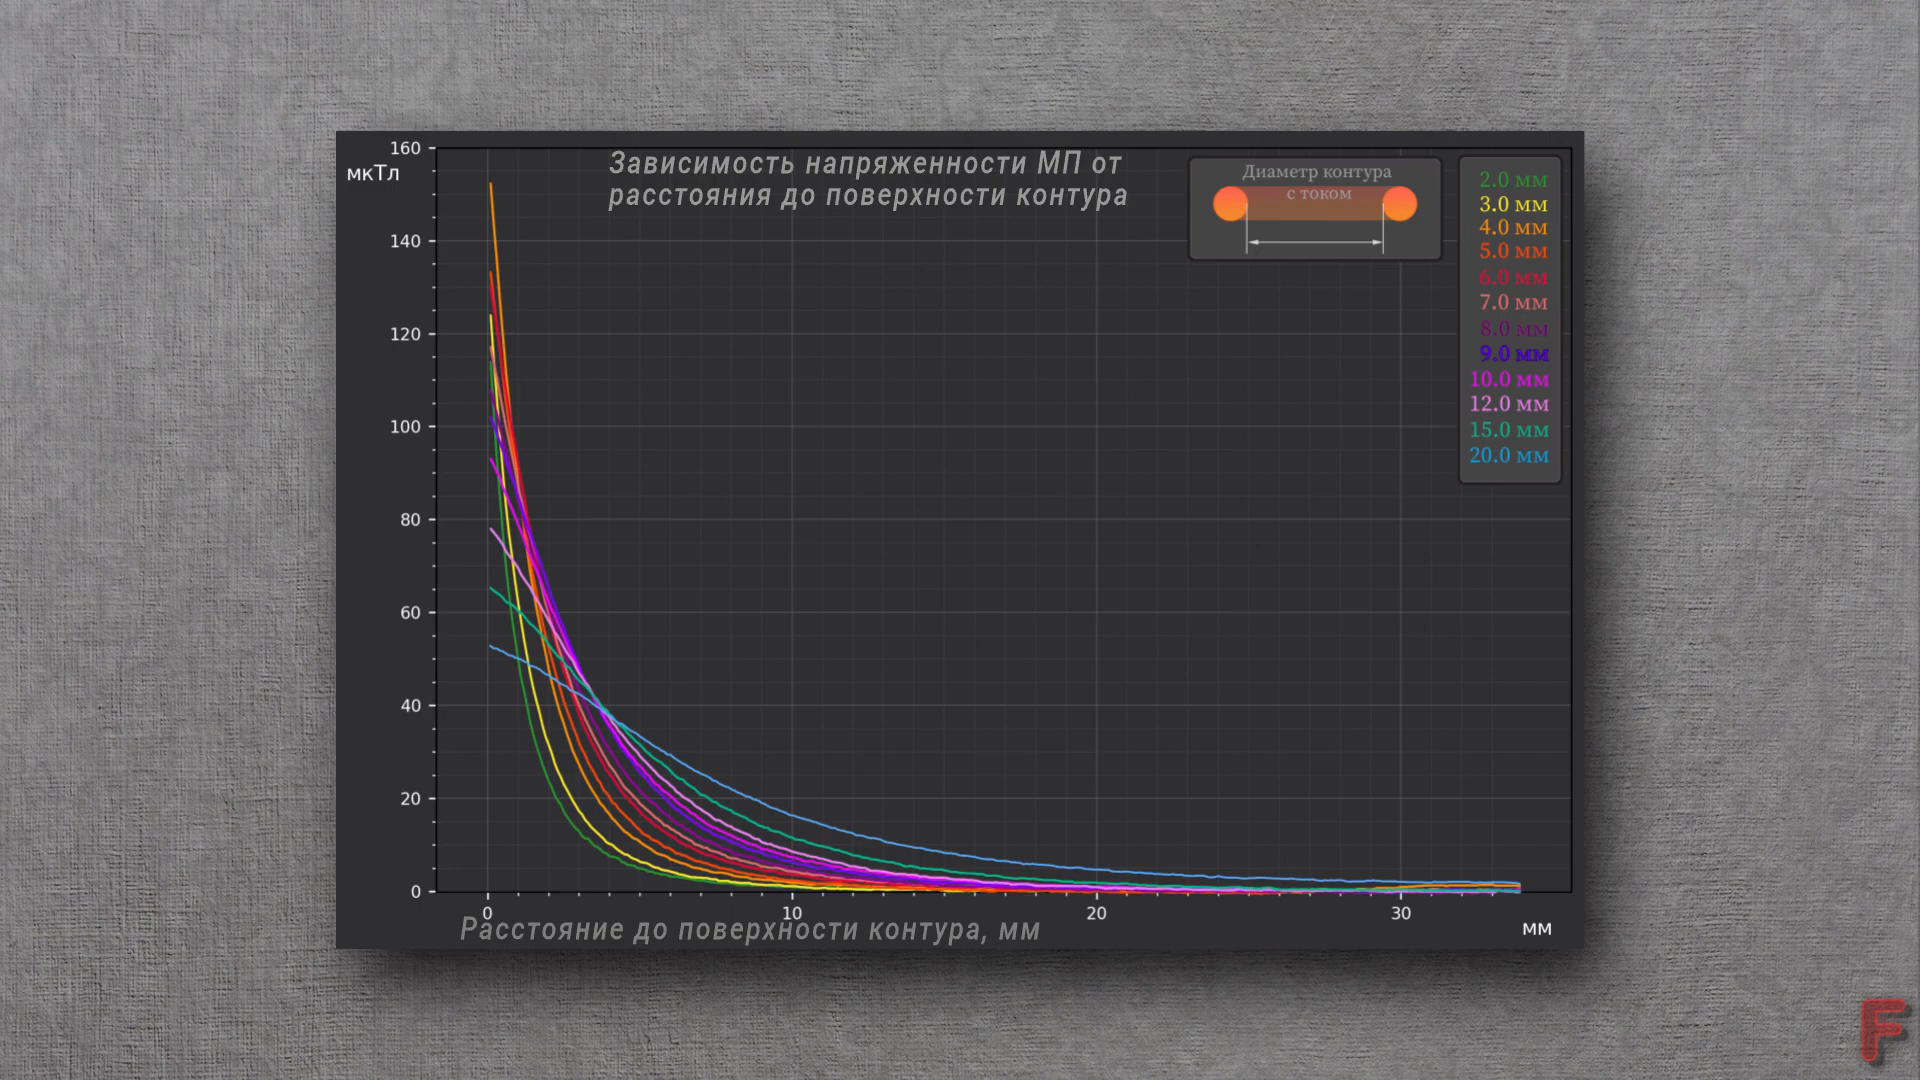 160
мкТл
Зависимость напряженности МП от
расстояния до поверхности контура
Диаметр контура
с током
2.0 мм
3.0 мм
4.0 мм
5.0 мм
6.0 мм
7.0 мм
8.0 мм
9.0 мм
10.0 мм
12.0 мм
15.0 мм
20.0 мм
140
120
100
80
60
40
20
0
0 10 20 30
Расстояние до поверхности контура, мм
мм
F